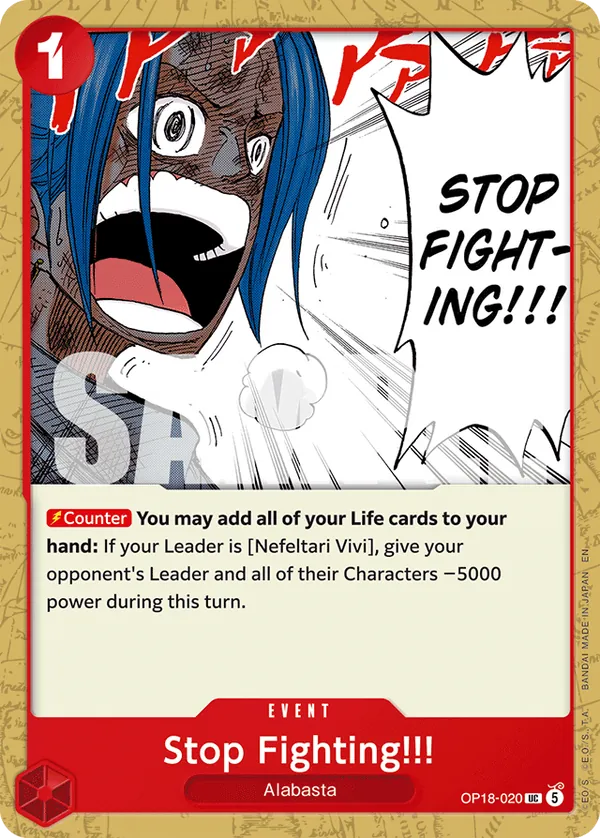 1
STOP
FIGHT-
ING!!!
SAMPLE
⚡Counter You may add all of your Life cards to your
hand: If your Leader is [Nefeltari Vivi], give your
opponent's Leader and all of their Characters −5000
power during this turn.
EVENT
Stop Fighting!!!
Alabasta
OP18-020 UC 5
©E.O./S.,T.A. BANDAI MADE IN JAPAN EN